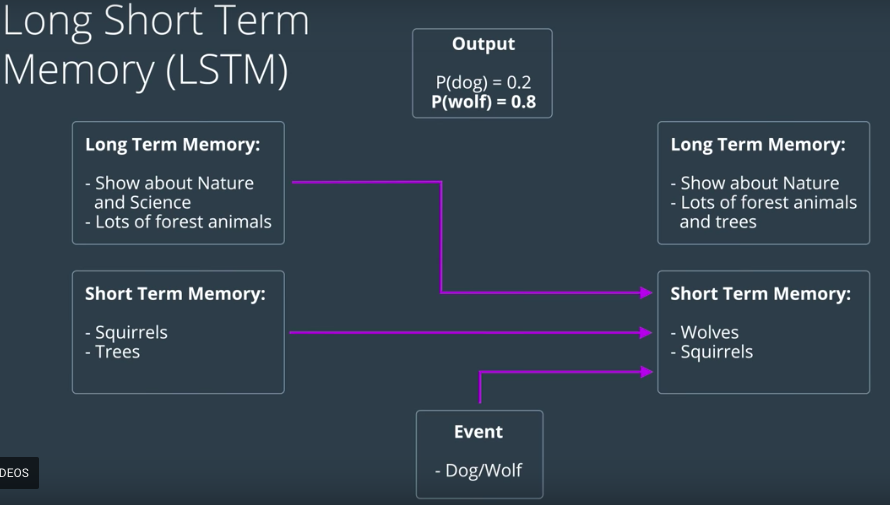 Long Short Term
Memory (LSTM)
Output
P(dog) = 0.2
P(wolf) = 0.8
Long Term Memory:
- Show about Nature
and Science
- Lots of forest animals
Long Term Memory:
- Show about Nature
- Lots of forest animals
and trees
Short Term Memory:
- Squirrels
- Trees
Short Term Memory:
- Wolves
- Squirrels
Event
- Dog/Wolf
DEOS